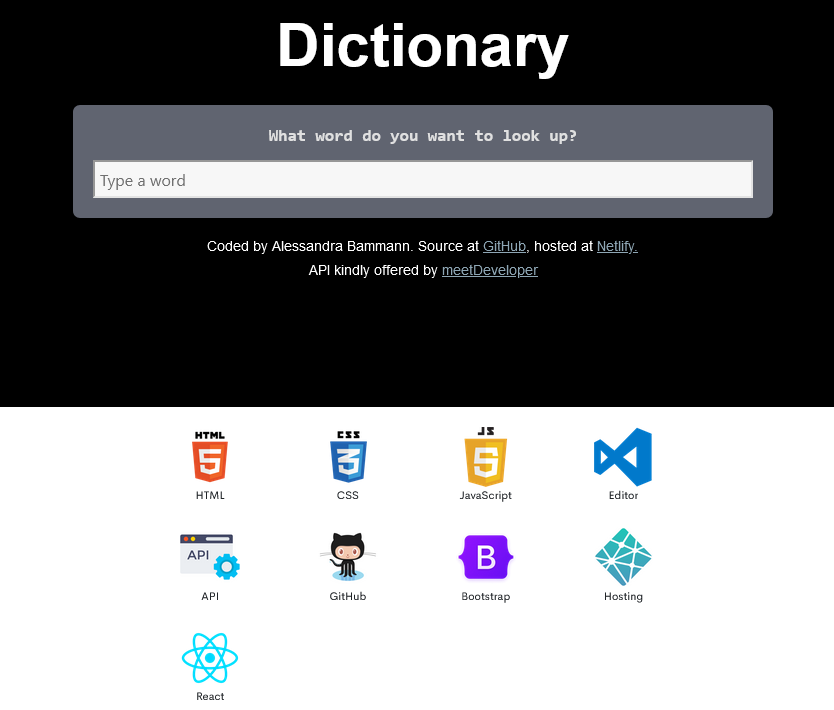 Dictionary
What word do you want to look up?
Type a word
Coded by Alessandra Bammann. Source at GitHub, hosted at Netlify.
API kindly offered by meetDeveloper
HTML CSS JS
5 3 5
HTML CSS JavaScript Editor
API B
API GitHub Bootstrap Hosting
React